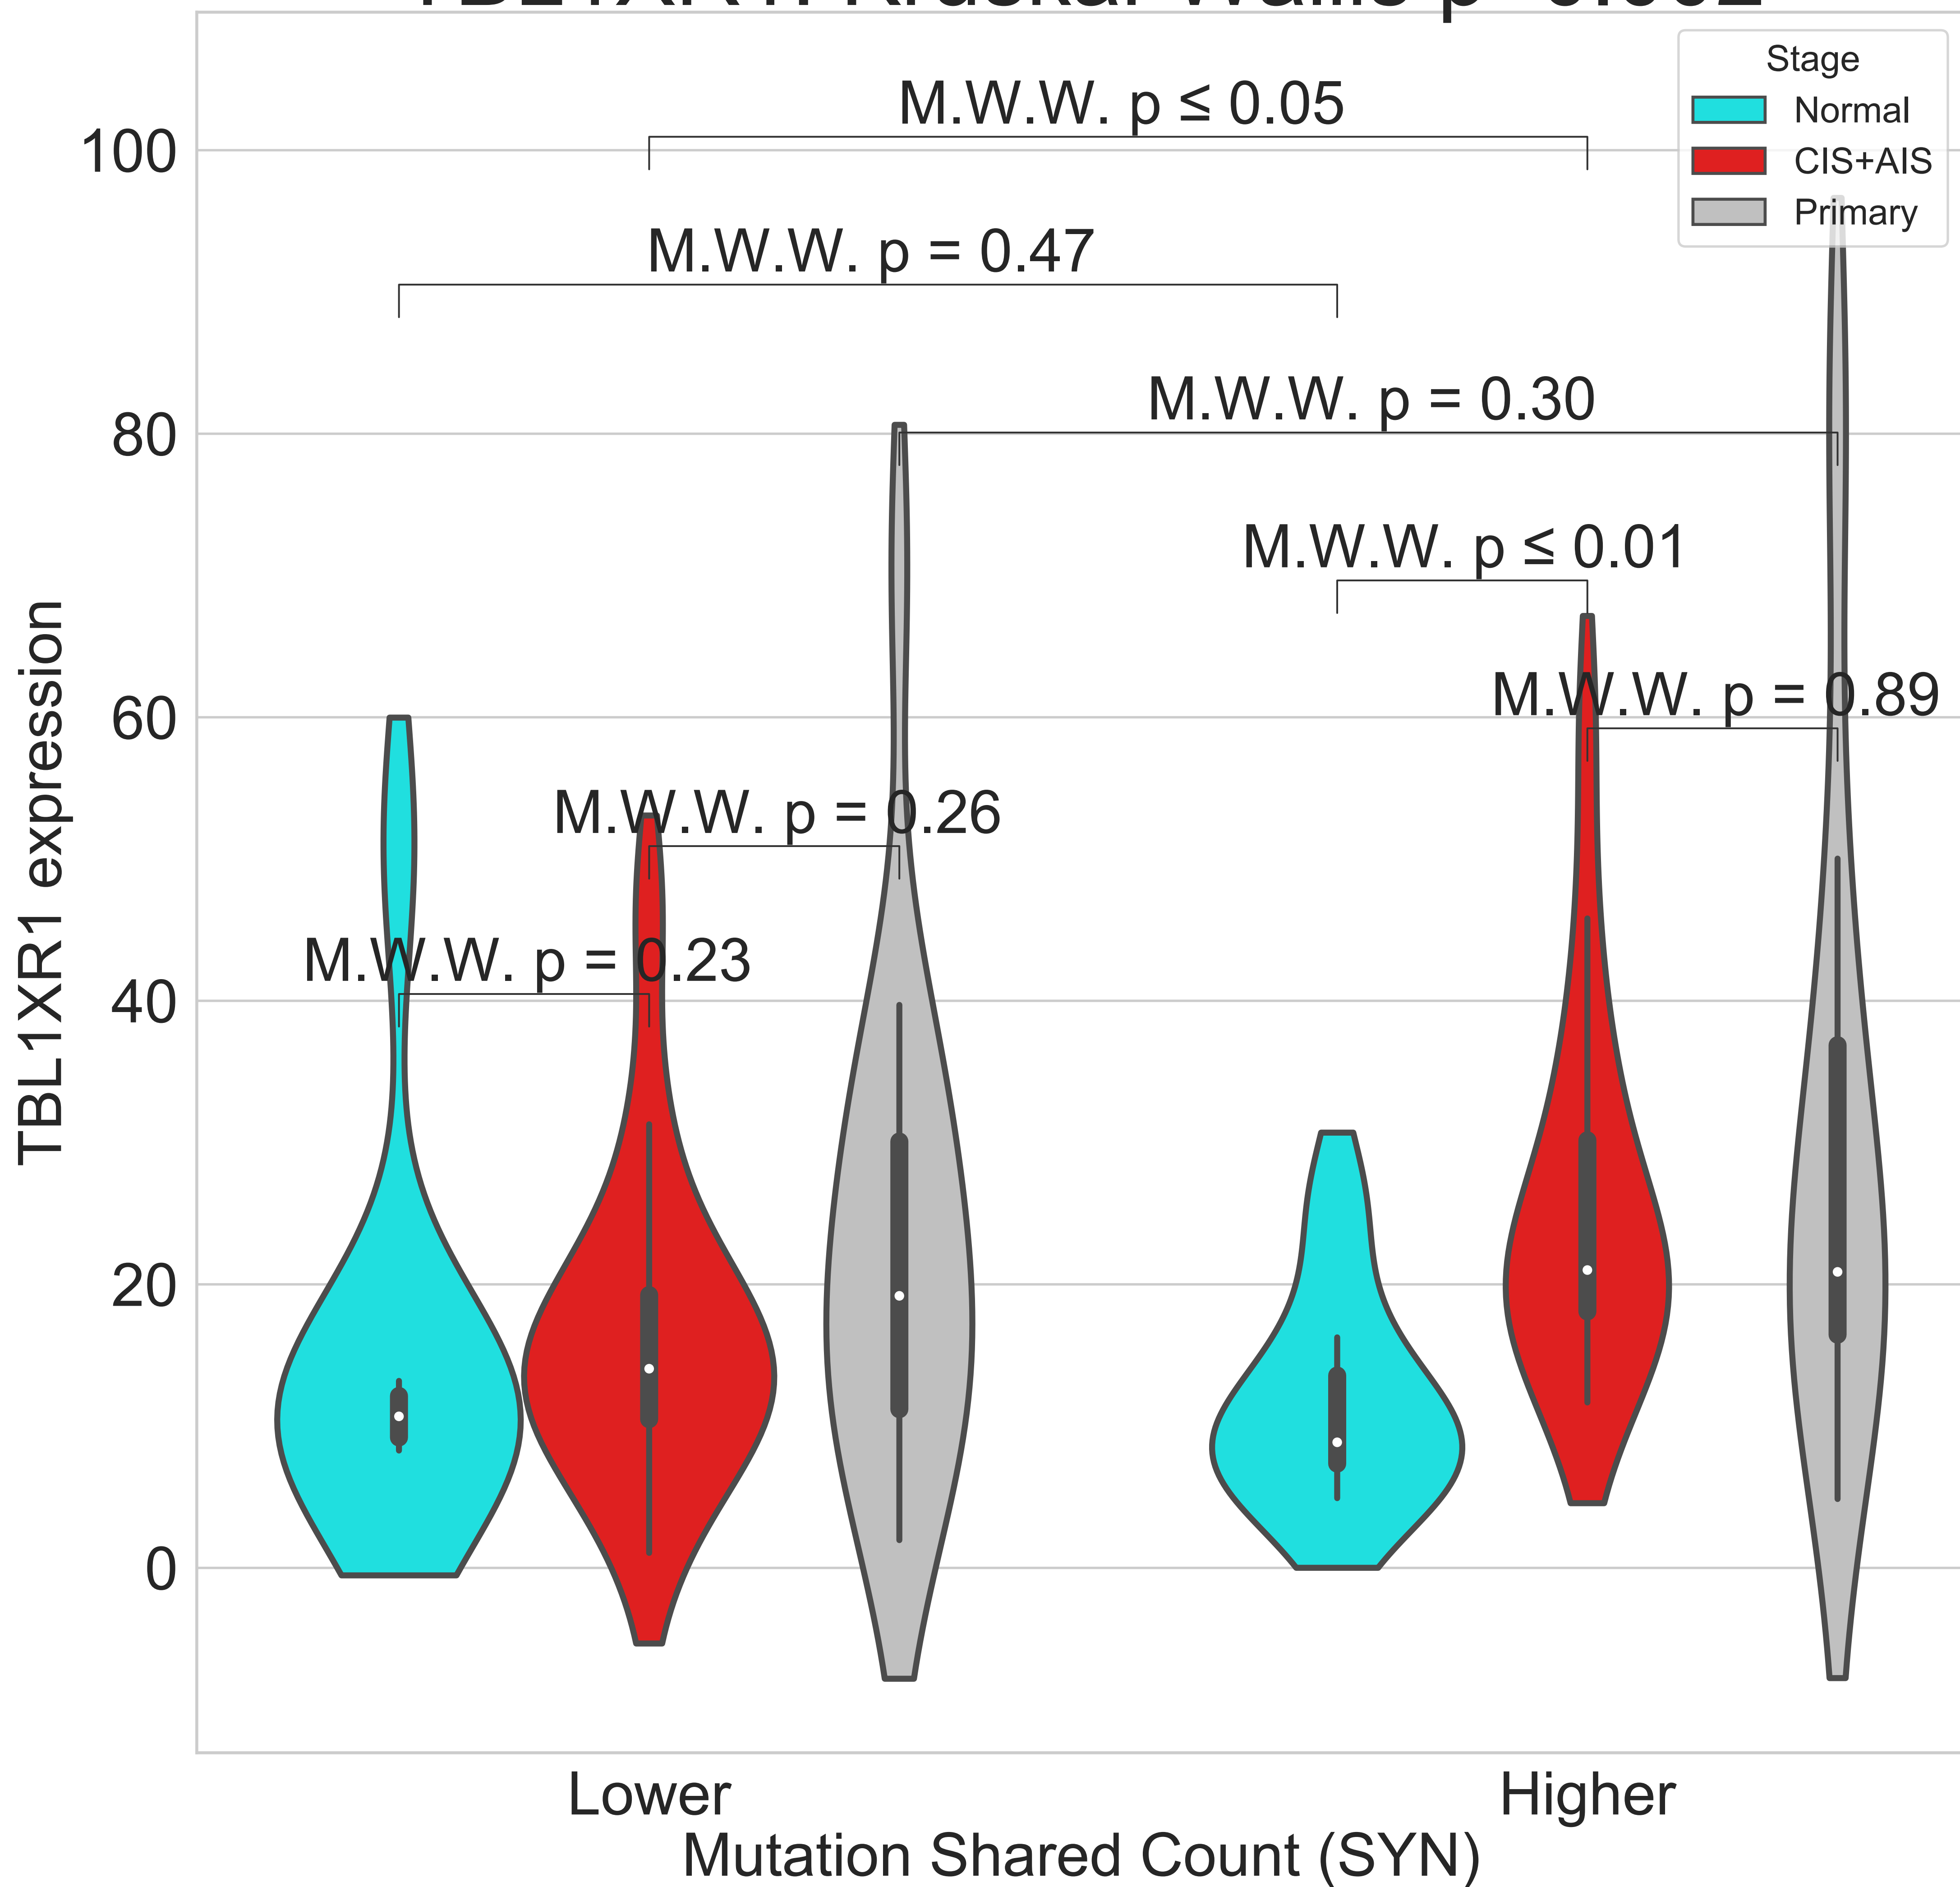 Stage
Normal
CIS+AIS
Primary
M.W.W. p ≤ 0.05
M.W.W. p = 0.47
M.W.W. p = 0.30
M.W.W. p ≤ 0.01
M.W.W. p = 0.89
M.W.W. p = 0.26
M.W.W. p = 0.23
100
80
60
40
20
0
TBL1XR1 expression
Lower
Higher
Mutation Shared Count (SYN)